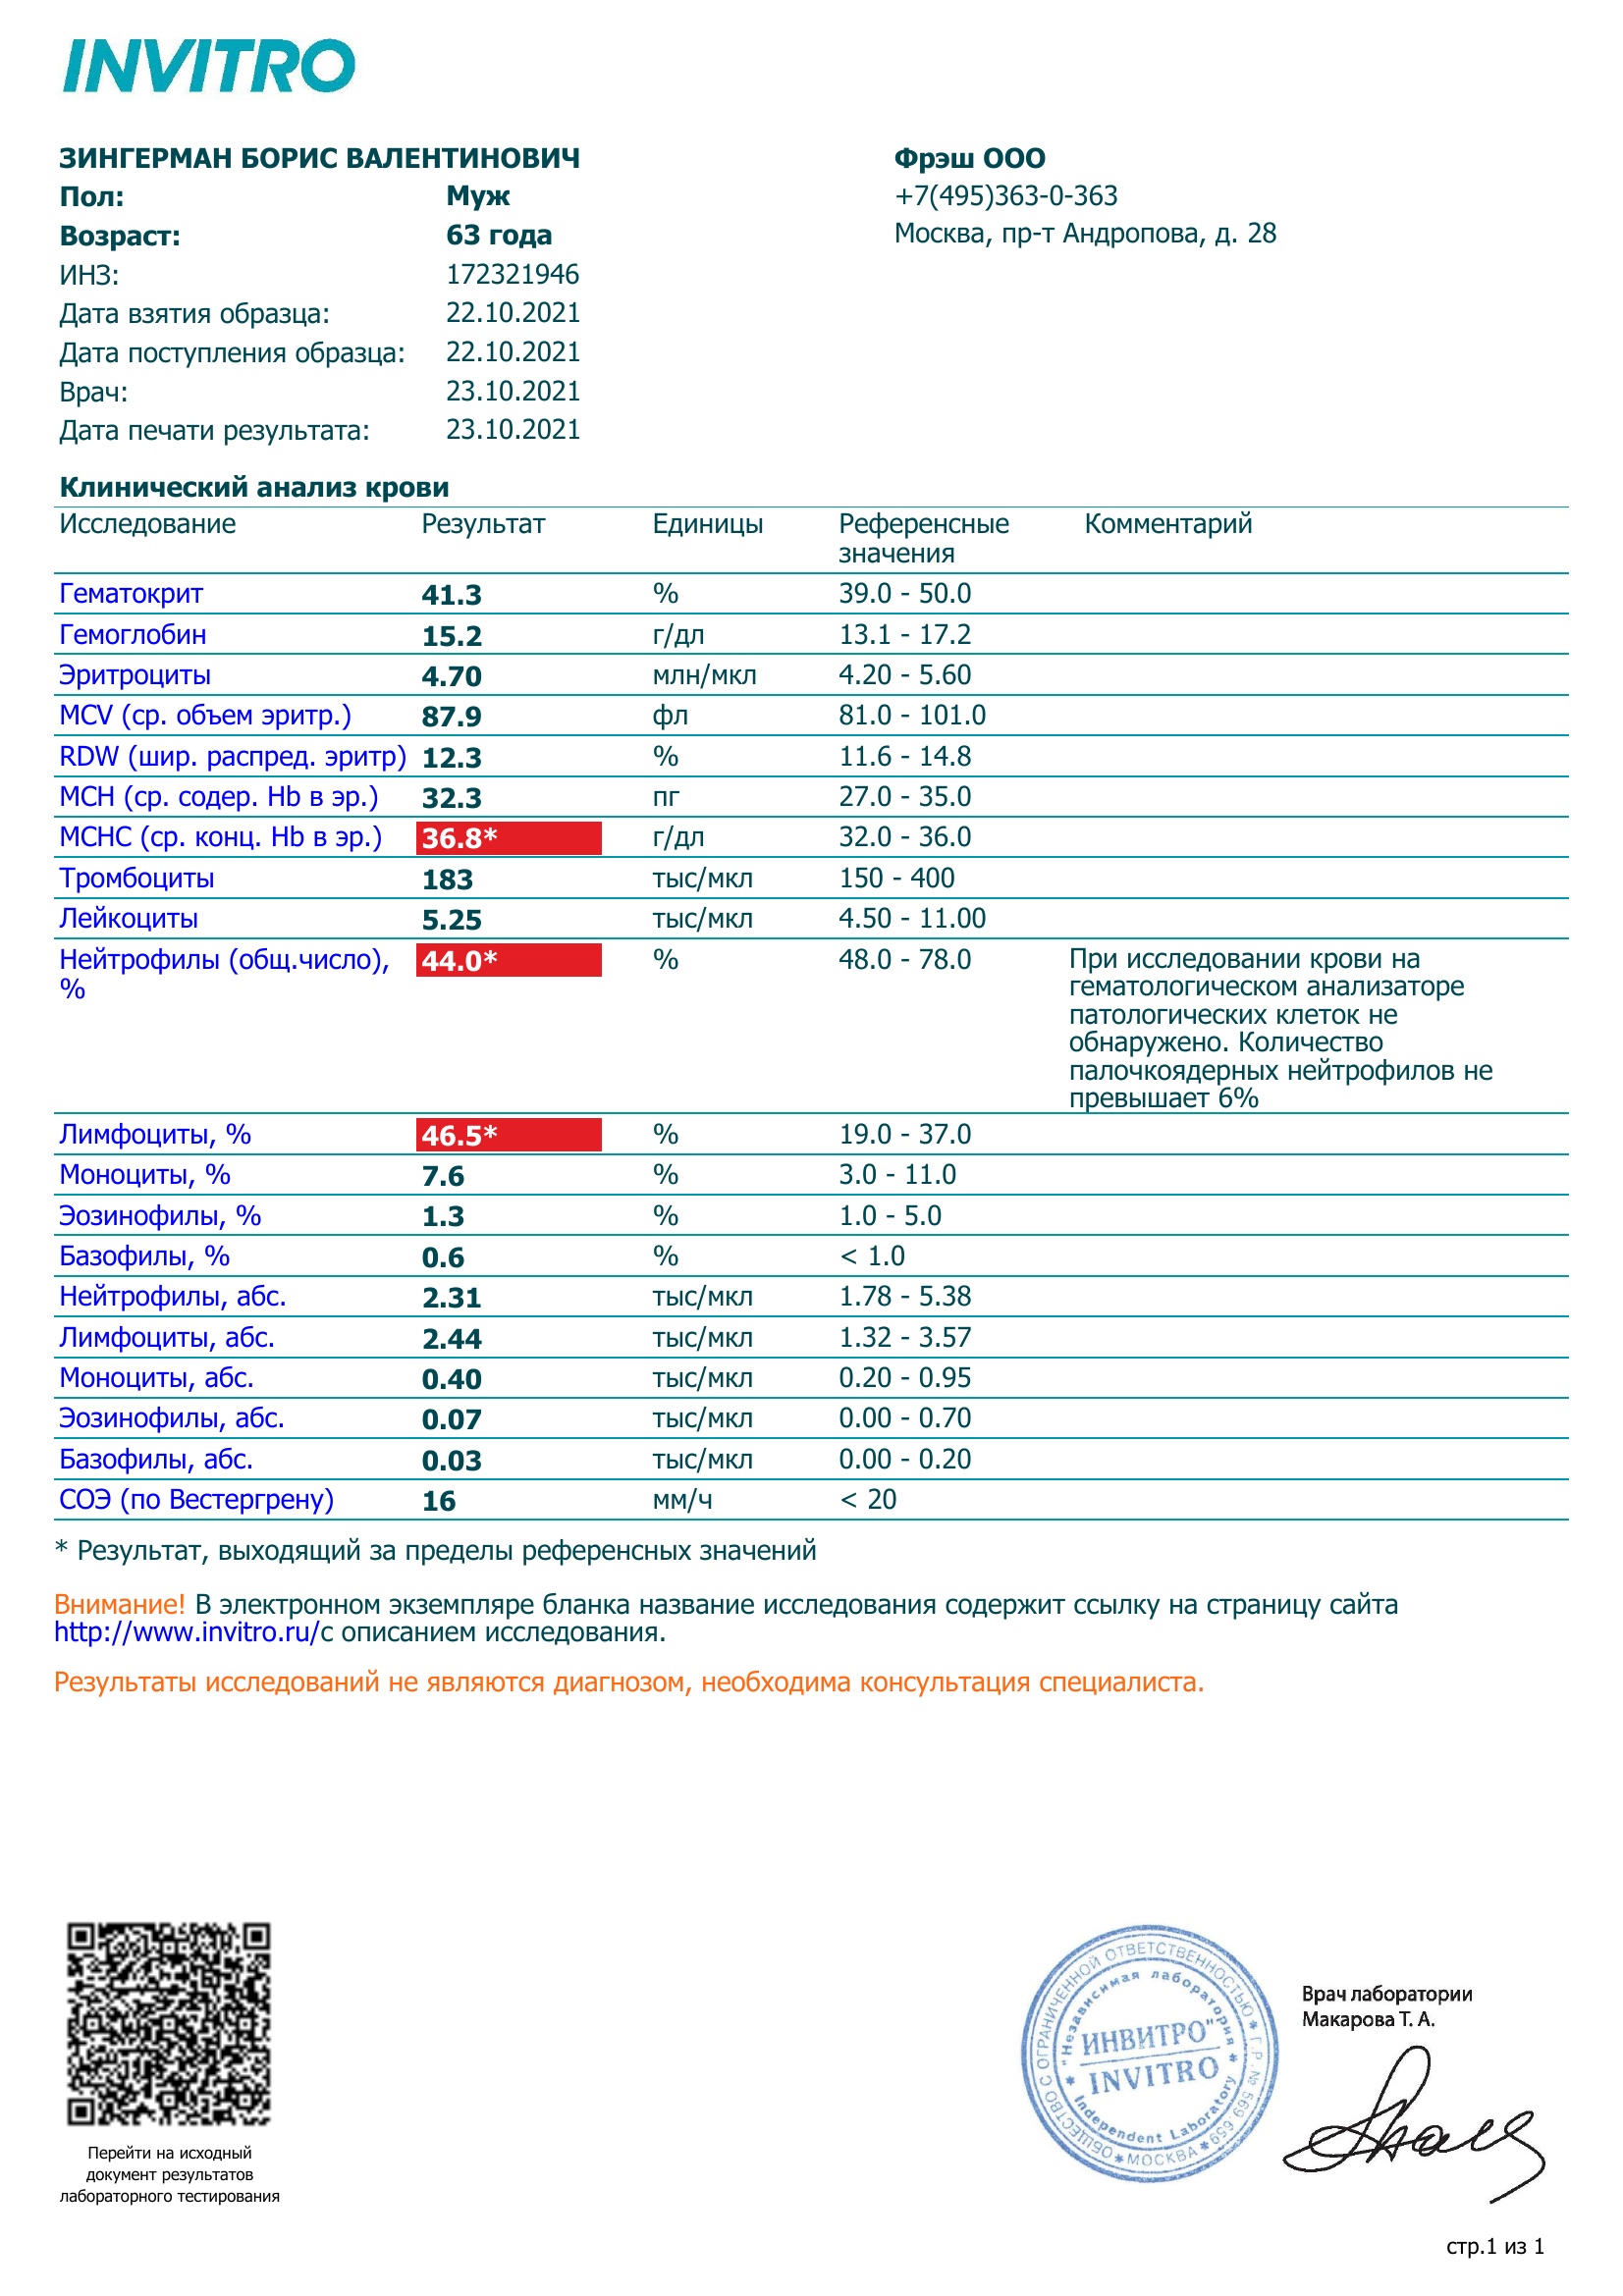 INVITRO
ЗИНГЕРМАН БОРИС ВАЛЕНТИНОВИЧ
Пол: Муж
Возраст: 63 года
ИНЗ: 172321946
Дата взятия образца: 22.10.2021
Дата поступления образца: 22.10.2021
Врач: 23.10.2021
Дата печати результата: 23.10.2021
Фрэш ООО
+7(495)363-0-363
Москва, пр-т Андропова, д. 28
Клинический анализ крови
Исследование Результат Единицы Референсные Комментарий
значения
Гематокрит 41.3 % 39.0 - 50.0
Гемоглобин 15.2 г/дл 13.1 - 17.2
Эритроциты 4.70 млн/мкл 4.20 - 5.60
MCV (ср. объем эритр.) 87.9 фл 81.0 - 101.0
RDW (шир. распред. эритр) 12.3 % 11.6 - 14.8
MCH (ср. содер. Hb в эр.) 32.3 пг 27.0 - 35.0
MCHC (ср. конц. Hb в эр.) 36.8* г/дл 32.0 - 36.0
Тромбоциты 183 тыс/мкл 150 - 400
Лейкоциты 5.25 тыс/мкл 4.50 - 11.00
Нейтрофилы (общ.число), 44.0* % 48.0 - 78.0
%
При исследовании крови на
гематологическом анализаторе
патологических клеток не
обнаружено. Количество
палочкоядерных нейтрофилов не
превышает 6%
Лимфоциты, % 46.5* % 19.0 - 37.0
Моноциты, % 7.6 % 3.0 - 11.0
Эозинофилы, % 1.3 % 1.0 - 5.0
Базофилы, % 0.6 % < 1.0
Нейтрофилы, абс. 2.31 тыс/мкл 1.78 - 5.38
Лимфоциты, абс. 2.44 тыс/мкл 1.32 - 3.57
Моноциты, абс. 0.40 тыс/мкл 0.20 - 0.95
Эозинофилы, абс. 0.07 тыс/мкл 0.00 - 0.70
Базофилы, абс. 0.03 тыс/мкл 0.00 - 0.20
СОЭ (по Вестергрену) 16 мм/ч < 20
* Результат, выходящий за пределы референсных значений
Внимание! В электронном экземпляре бланка название исследования содержит ссылку на страницу сайта
http://www.invitro.ru/с описанием исследования.
Результаты исследований не являются диагнозом, необходима консультация специалиста.
Перейти на исходный
документ результатов
лабораторного тестирования
ОБЩЕСТВО С ОГРАНИЧЕННОЙ ОТВЕТСТВЕННОСТЬЮ * Г.Р. № 569 659 * МОСКВА *
"Независимая лаборатория
ИНВИТРО"
INVITRO
* Independent Laboratory *
Врач лаборатории
Макарова Т. А.
стр.1 из 1